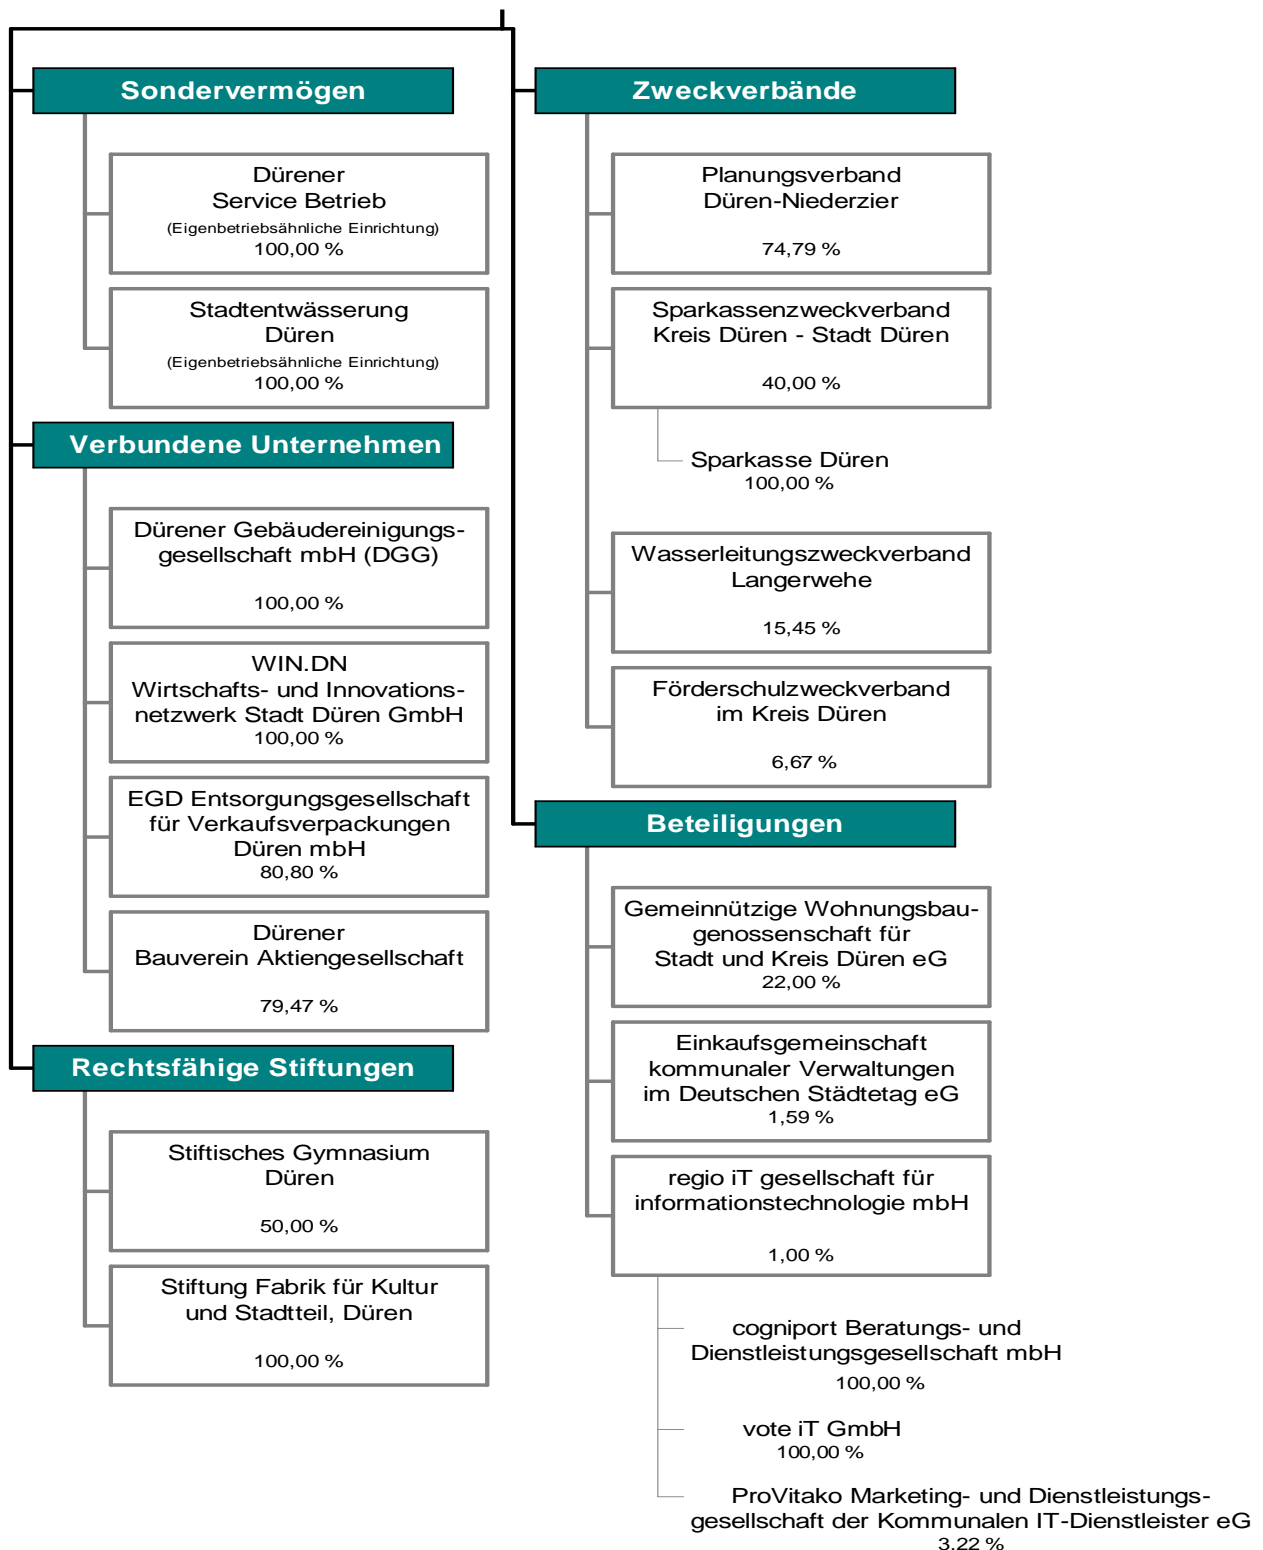 Sondervermögen
Dürener
Service Betrieb
(Eigenbetriebsähnliche Einrichtung)
100,00 %
Stadtentwässerung
Düren
(Eigenbetriebsähnliche Einrichtung)
100,00 %
Verbundene Unternehmen
Dürener Gebäudereinigungs-
gesellschaft mbH (DGG)
100,00 %
WIN.DN
Wirtschafts- und Innovations-
netzwerk Stadt Düren GmbH
100,00 %
EGD Entsorgungsgesellschaft
für Verkaufsverpackungen
Düren mbH
80,80 %
Dürener
Bauverein Aktiengesellschaft
79,47 %
Rechtsfähige Stiftungen
Stiftisches Gymnasium
Düren
50,00 %
Stiftung Fabrik für Kultur
und Stadtteil, Düren
100,00 %
Zweckverbände
Planungsverband
Düren-Niederzier
74,79 %
Sparkassenzweckverband
Kreis Düren - Stadt Düren
40,00 %
Sparkasse Düren
100,00 %
Wasserleitungszweckverband
Langerwehe
15,45 %
Förderschulzweckverband
im Kreis Düren
6,67 %
Beteiligungen
Gemeinnützige Wohnungsbau-
genossenschaft für
Stadt und Kreis Düren eG
22,00 %
Einkaufsgemeinschaft
kommunaler Verwaltungen
im Deutschen Städtetag eG
1,59 %
regio iT gesellschaft für
informationstechnologie mbH
1,00 %
cogniport Beratungs- und
Dienstleistungsgesellschaft mbH
100,00 %
vote iT GmbH
100,00 %
ProVitako Marketing- und Dienstleistungs-
gesellschaft der Kommunalen IT-Dienstleister eG
3,22 %